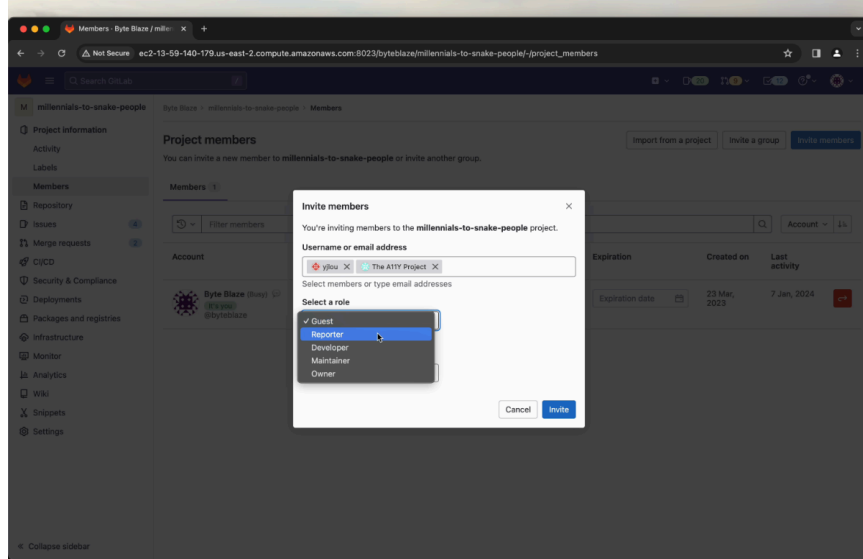 Members · Byte Blaze / miller
Not Secure
ec2-13-59-140-179.us-east-2.compute.amazonaws.com:8023/byteblaze/millennials-to-snake-people/-/project_members
Search GitLab
M millennials-to-snake-people
Project information
Activity
Labels
Members
Repository
Issues 4
Merge requests 2
CI/CD
Security & Compliance
Deployments
Packages and registries
Infrastructure
Monitor
Analytics
Wiki
Snippets
Settings
Collapse sidebar
Byte Blaze > millennials-to-snake-people > Members
Project members
You can invite a new member to millennials-to-snake-people or invite another group.
Import from a project
Invite a group
Invite members
Members 1
Filter members
Account
Account
Expiration
Created on
Last activity
Byte Blaze (Busy)
It's you
@byteblaze
Expiration date
23 Mar, 2023
7 Jan, 2024
Invite members
You're inviting members to the millennials-to-snake-people project.
Username or email address
yjlou
The A11Y Project
Select members or type email addresses
Select a role
✓ Guest
Reporter
Developer
Maintainer
Owner
Cancel
Invite